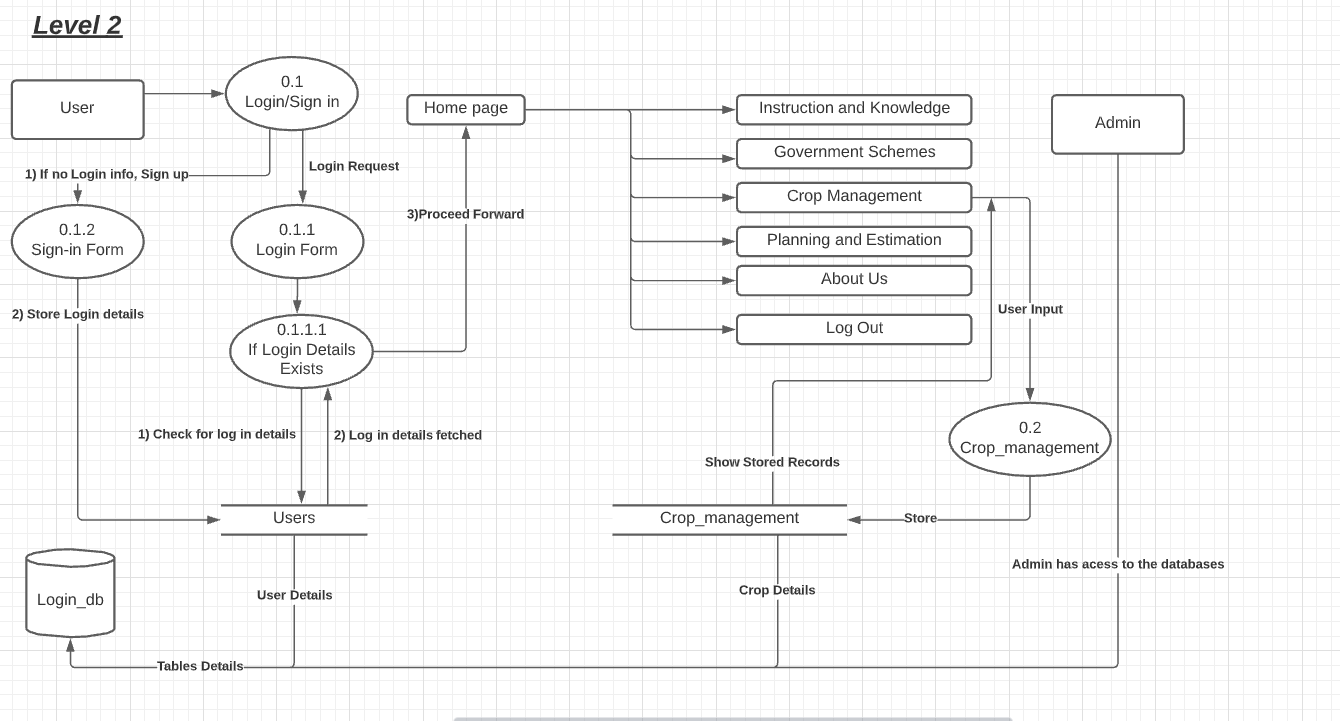 Level 2
User
0.1
Login/Sign in
Home page
Instruction and Knowledge
Government Schemes
Crop Management
Planning and Estimation
About Us
Log Out
Admin
1) If no Login info, Sign up
Login Request
3)Proceed Forward
0.1.2
Sign-in Form
0.1.1
Login Form
2) Store Login details
0.1.1.1
If Login Details
Exists
User Input
1) Check for log in details
2) Log in details fetched
0.2
Crop_management
Show Stored Records
Users
Crop_management
Store
Admin has acess to the databases
Login_db
User Details
Crop Details
Tables Details